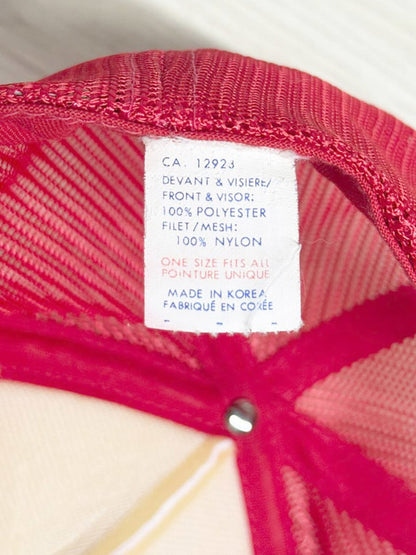 CA. 12923
DEVANT & VISIERE/
FRONT & VISOR:
100% POLYESTER
FILET/MESH:
100% NYLON
ONE SIZE FITS ALL
POINTURE UNIQUE
MADE IN KOREA
FABRIQUÉ EN CORÉE